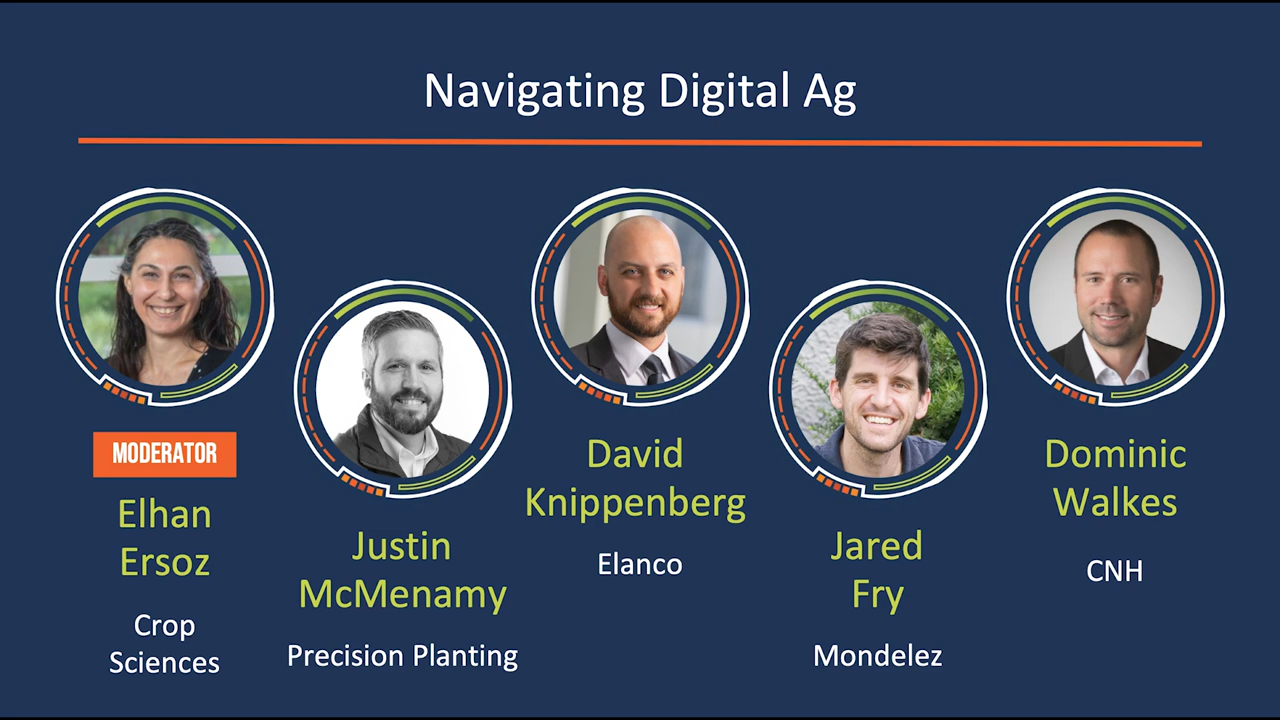 Navigating Digital Ag
MODERATOR
Elhan
Ersoz
Crop
Sciences
Justin
McMenamy
Precision Planting
David
Knippenberg
Elanco
Jared
Fry
Mondelez
Dominic
Walkes
CNH